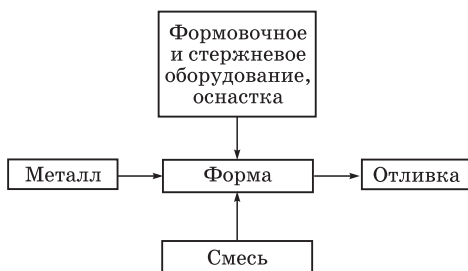 Формовочное
и стержневое
оборудование,
оснастка
Металл
Форма
Отливка
Смесь